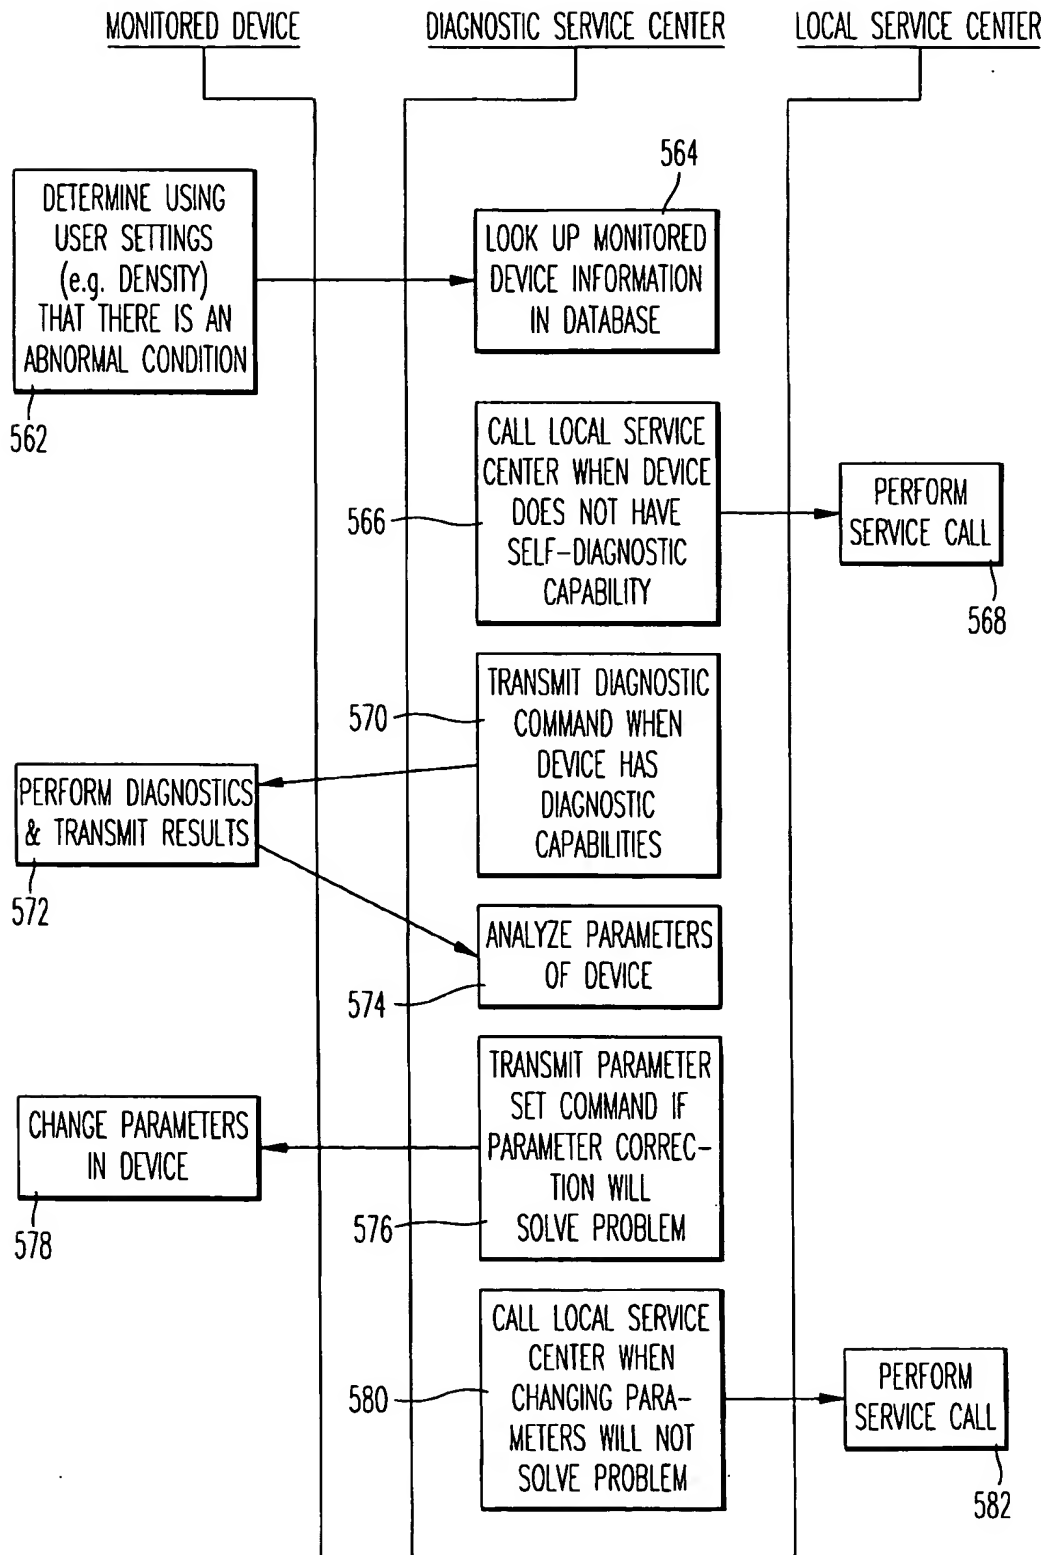 MONITORED DEVICE
DIAGNOSTIC SERVICE CENTER
LOCAL SERVICE CENTER
DETERMINE USING
USER SETTINGS
(e.g. DENSITY)
THAT THERE IS AN
ABNORMAL CONDITION
562
564
LOOK UP MONITORED
DEVICE INFORMATION
IN DATABASE
CALL LOCAL SERVICE
CENTER WHEN DEVICE
DOES NOT HAVE
SELF-DIAGNOSTIC
CAPABILITY
566
PERFORM
SERVICE CALL
568
TRANSMIT DIAGNOSTIC
COMMAND WHEN
DEVICE HAS
DIAGNOSTIC
CAPABILITIES
570
PERFORM DIAGNOSTICS
& TRANSMIT RESULTS
572
ANALYZE PARAMETERS
OF DEVICE
574
TRANSMIT PARAMETER
SET COMMAND IF
PARAMETER CORREC-
TION WILL
SOLVE PROBLEM
576
CHANGE PARAMETERS
IN DEVICE
578
CALL LOCAL SERVICE
CENTER WHEN
CHANGING PARA-
METERS WILL NOT
SOLVE PROBLEM
580
PERFORM
SERVICE CALL
582